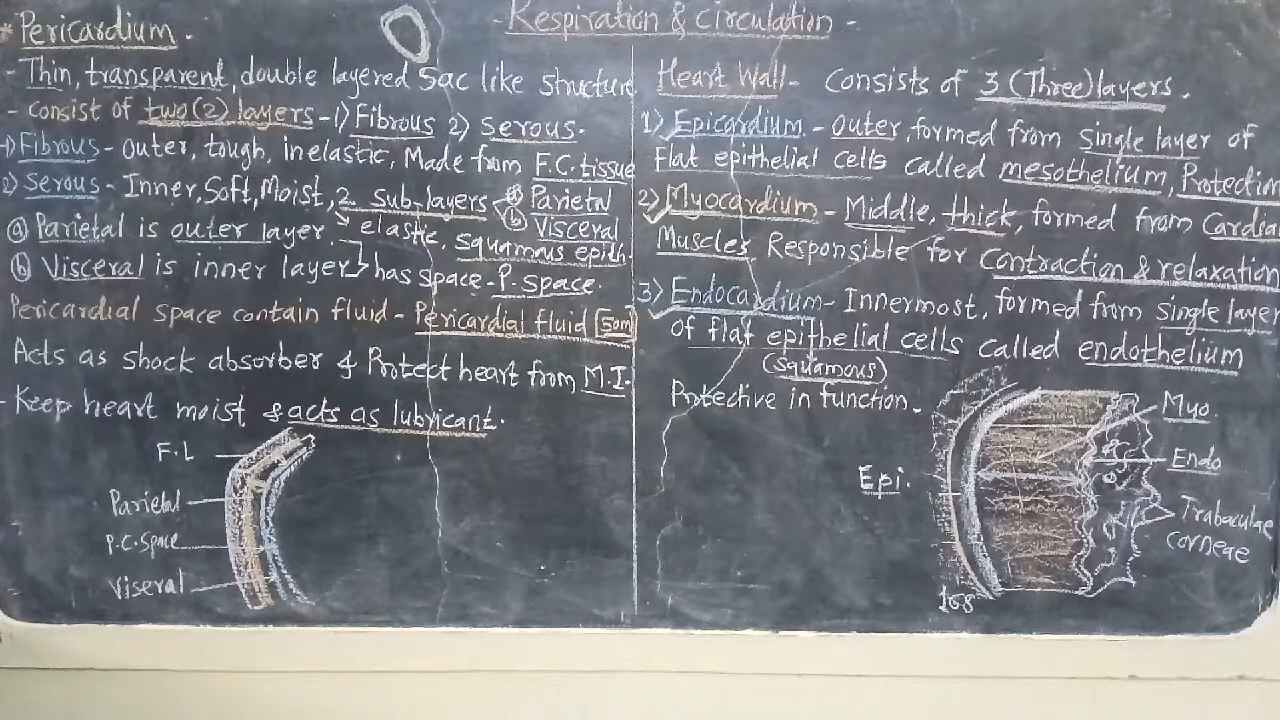 - Respiration & circulation -
* Pericardium.
- Thin, transparent, double layered sac like structure
- consist of two (2) layers - 1) Fibrous 2) Serous.
1) Fibrous - outer, tough, inelastic, Made from F.C. tissue
2) Serous - Inner, Soft, Moist, 2 sub-layers
a) Parietal
b) Visceral
a) Parietal is outer layer. elastic, squamous epith.
b) Visceral is inner layer has space - P. space.
Pericardial space contain fluid - Pericardial fluid
Acts as shock absorber & Protect heart from M.I.
- Keep heart moist & acts as lubricant.
F.L
Parietal
P.C. Space
Viseral
Heart Wall - Consists of 3 (Three) layers.
1) Epicardium - outer, formed from single layer of
Flat epithelial cells called mesothelium, Protection
2) Myocardium - Middle, thick, formed from Cardiac
Muscles, Responsible for Contraction & relaxation
3) Endocardium - Innermost, formed from single layer
of flat epithelial cells called endothelium
(squamous)
Protective in function.
Myo.
Endo
Epi.
Trabaculae
corneae
108